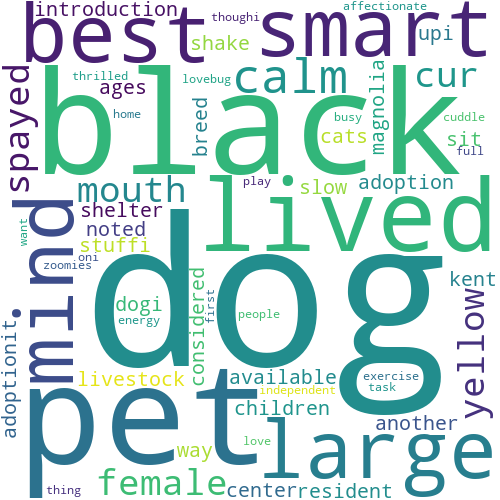 introduction
affectionate
thoughi
best
smart
shake
upi
thrilled
lovebug
calm
cur
ages
magnolia
black
spayed
breed
home
busy
cuddle
cats
sit
full
mouth
play
slow
adoption
lived
shelter
noted
mind
want
stuffi
oni
zoomies
dog
considered
first
kent
dogi
energy
people
yellow
adoptionit
livestock
available
exercise
task
independent
pet
children
another
large
way
love
female
center
resident
thing